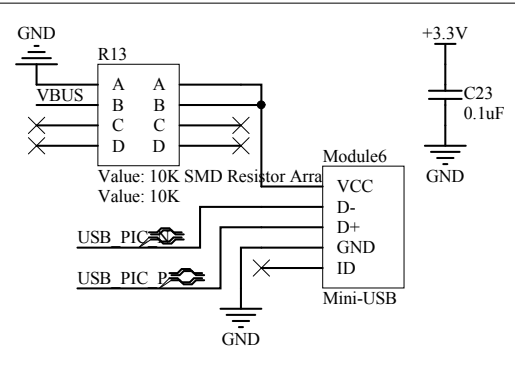 GND
R13
+3.3V
A A
VBUS
B B
C C
D D
C23
0.1uF
GND
Value: 10K SMD Resistor Arra
Value: 10K
Module6
VCC
D-
D+
GND
ID
Mini-USB
USB_PIC
USB_PIC_P
GND